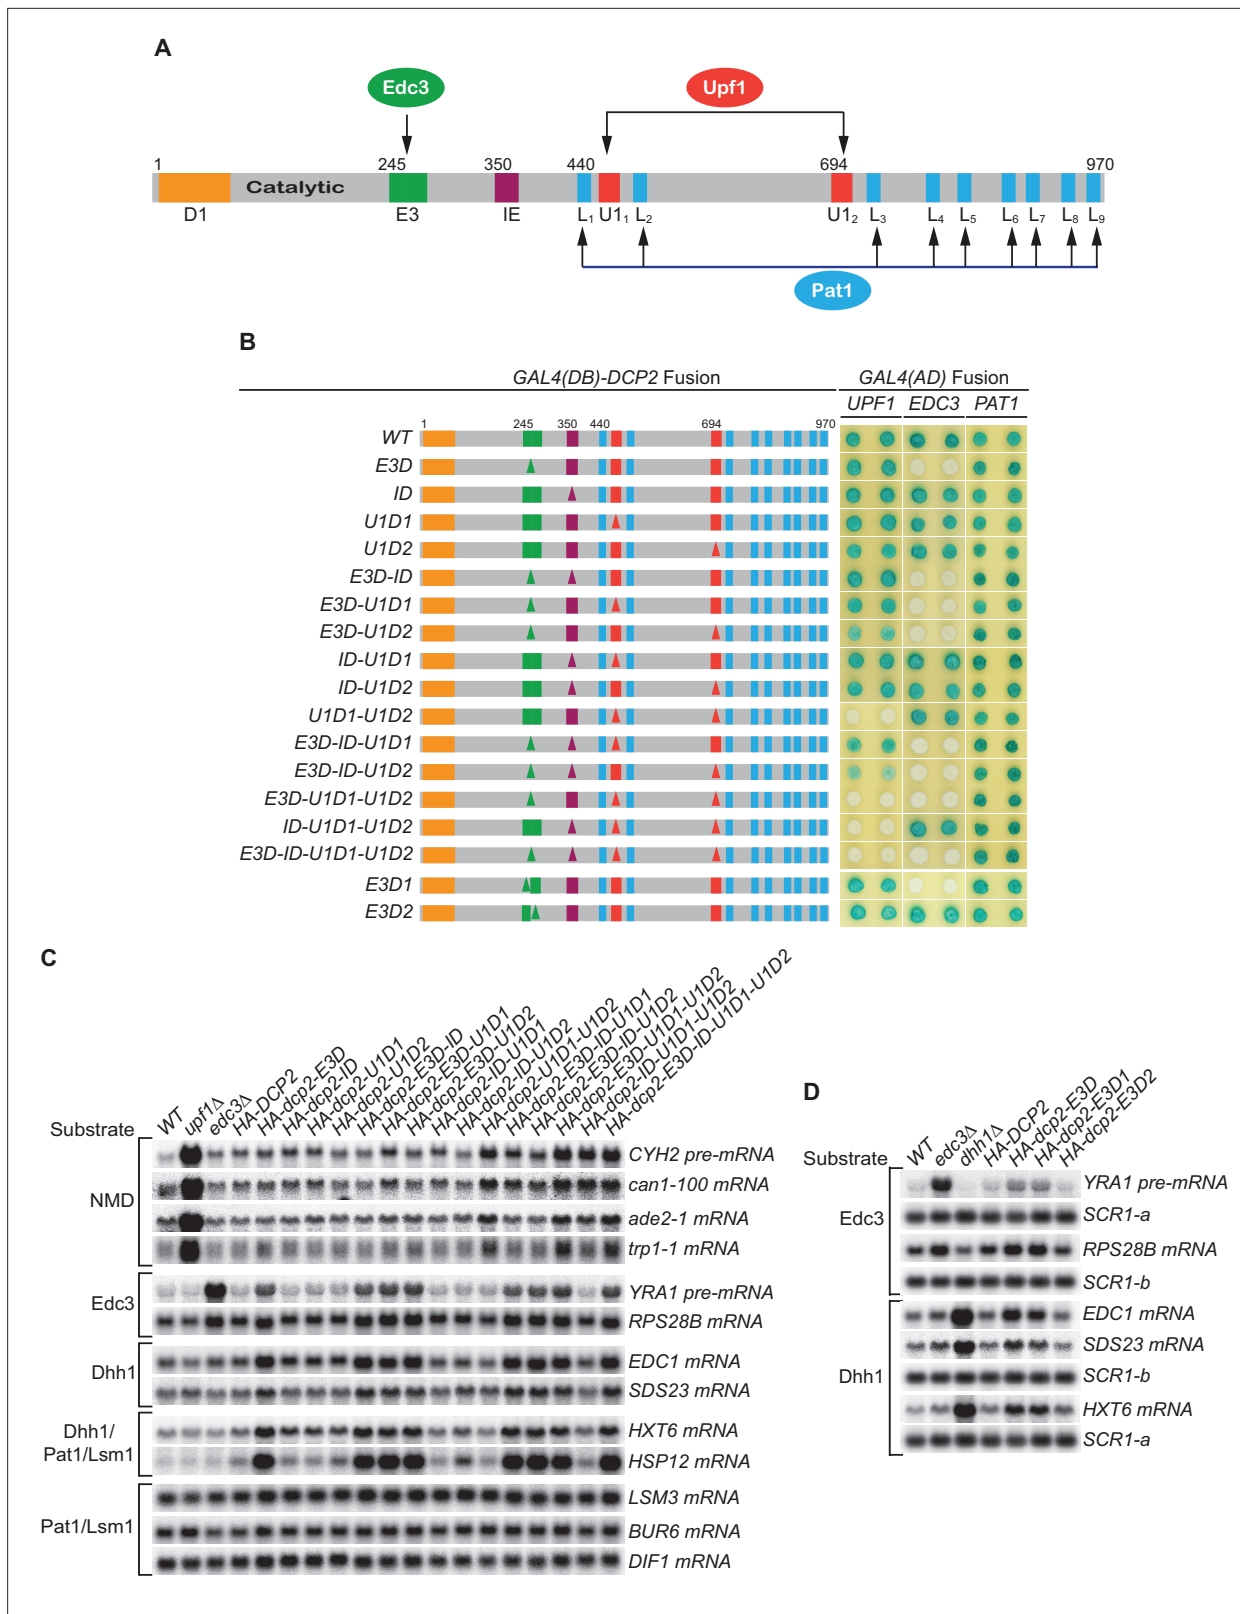 A
Edc3
Upf1
1
245
350
440
694
970
Catalytic
D1
E3
IE
L1
U11
L2
U12
L3
L4
L5
L6
L7
L8
L9
Pat1
B
GAL4(DB)-DCP2 Fusion
GAL4(AD) Fusion
UPF1 EDC3 PAT1
1 245 350 440 694 970
WT
E3D
ID
U1D1
U1D2
E3D-ID
E3D-U1D1
E3D-U1D2
ID-U1D1
ID-U1D2
U1D1-U1D2
E3D-ID-U1D1
E3D-ID-U1D2
E3D-U1D1-U1D2
ID-U1D1-U1D2
E3D-ID-U1D1-U1D2
E3D1
E3D2
C
Substrate
WT
upf1Δ
edc3Δ
HA-DCP2
HA-dcp2-E3D
HA-dcp2-ID
HA-dcp2-U1D1
HA-dcp2-U1D2
HA-dcp2-E3D-ID
HA-dcp2-E3D-U1D1
HA-dcp2-E3D-U1D2
HA-dcp2-ID-U1D1
HA-dcp2-ID-U1D2
HA-dcp2-U1D1-U1D2
HA-dcp2-E3D-ID-U1D1
HA-dcp2-E3D-ID-U1D2
HA-dcp2-E3D-U1D1-U1D2
HA-dcp2-ID-U1D1-U1D2
HA-dcp2-E3D-ID-U1D1-U1D2
NMD
CYH2 pre-mRNA
can1-100 mRNA
ade2-1 mRNA
trp1-1 mRNA
Edc3
YRA1 pre-mRNA
RPS28B mRNA
Dhh1
EDC1 mRNA
SDS23 mRNA
Dhh1/
Pat1/Lsm1
HXT6 mRNA
HSP12 mRNA
Pat1/Lsm1
LSM3 mRNA
BUR6 mRNA
DIF1 mRNA
D
Substrate
WT
edc3Δ
dhh1Δ
HA-DCP2
HA-dcp2-E3D
HA-dcp2-E3D1
HA-dcp2-E3D2
Edc3
YRA1 pre-mRNA
SCR1-a
RPS28B mRNA
SCR1-b
Dhh1
EDC1 mRNA
SDS23 mRNA
SCR1-b
HXT6 mRNA
SCR1-a